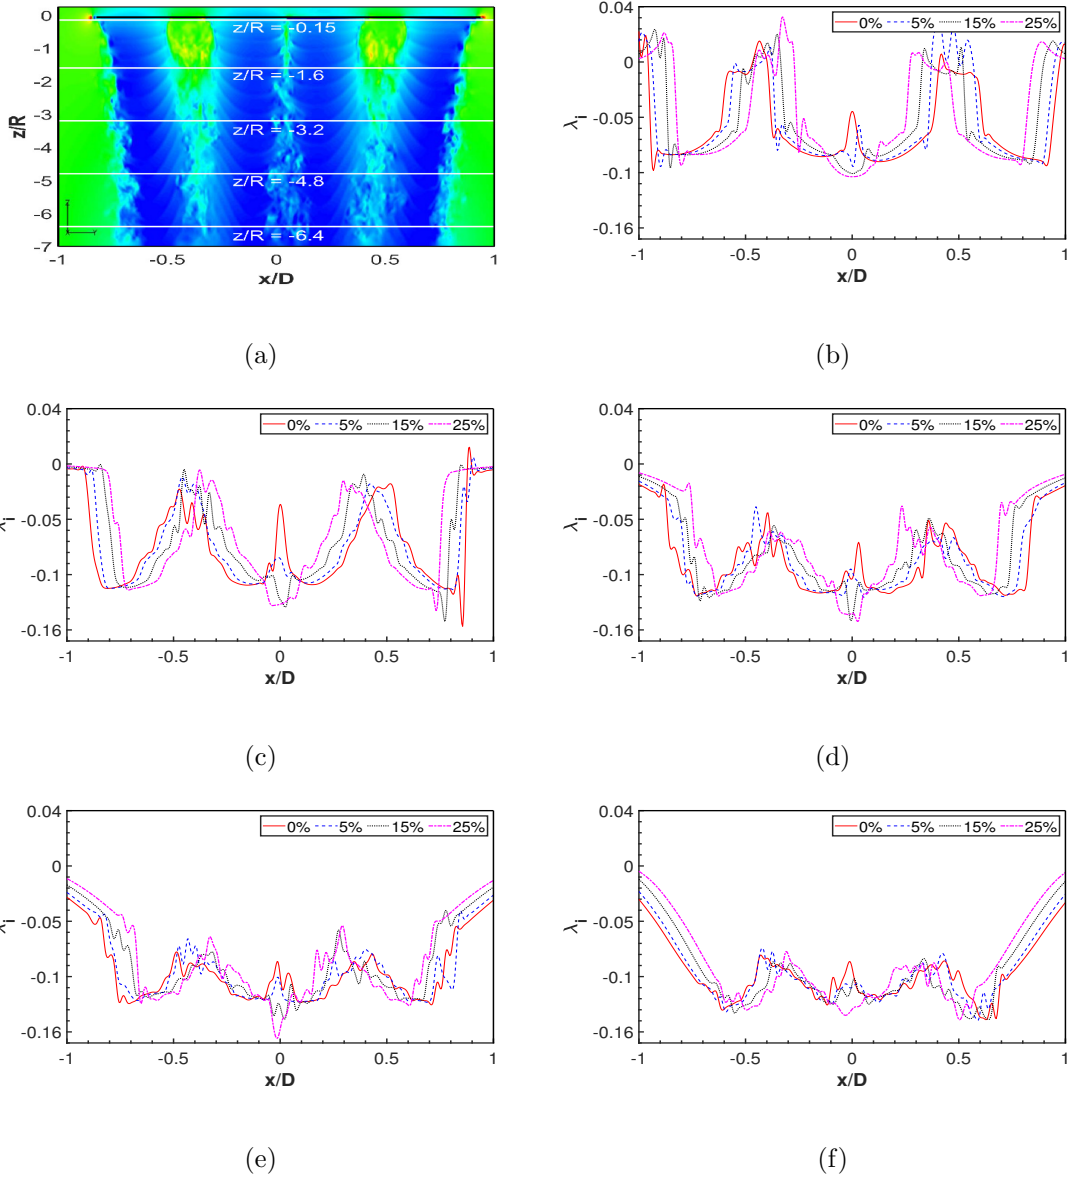 0
-1
-2
-3
-4
-5
-6
-7
z/R
z/R = -0.15
z/R = -1.6
z/R = -3.2
z/R = -4.8
z/R = -6.4
-1 -0.5 0 0.5 1
x/D
(a)
0.04
0
-0.05
-0.1
-0.16
λi
0% 5% 15% 25%
-1 -0.5 0 0.5 1
x/D
(b)
0.04
0
-0.05
-0.1
-0.16
λi
0% 5% 15% 25%
-1 -0.5 0 0.5 1
x/D
(c)
0.04
0
-0.05
-0.1
-0.16
λi
0% 5% 15% 25%
-1 -0.5 0 0.5 1
x/D
(d)
0.04
0
-0.05
-0.1
-0.16
λi
0% 5% 15% 25%
-1 -0.5 0 0.5 1
x/D
(e)
0.04
0
-0.05
-0.1
-0.16
λi
0% 5% 15% 25%
-1 -0.5 0 0.5 1
x/D
(f)